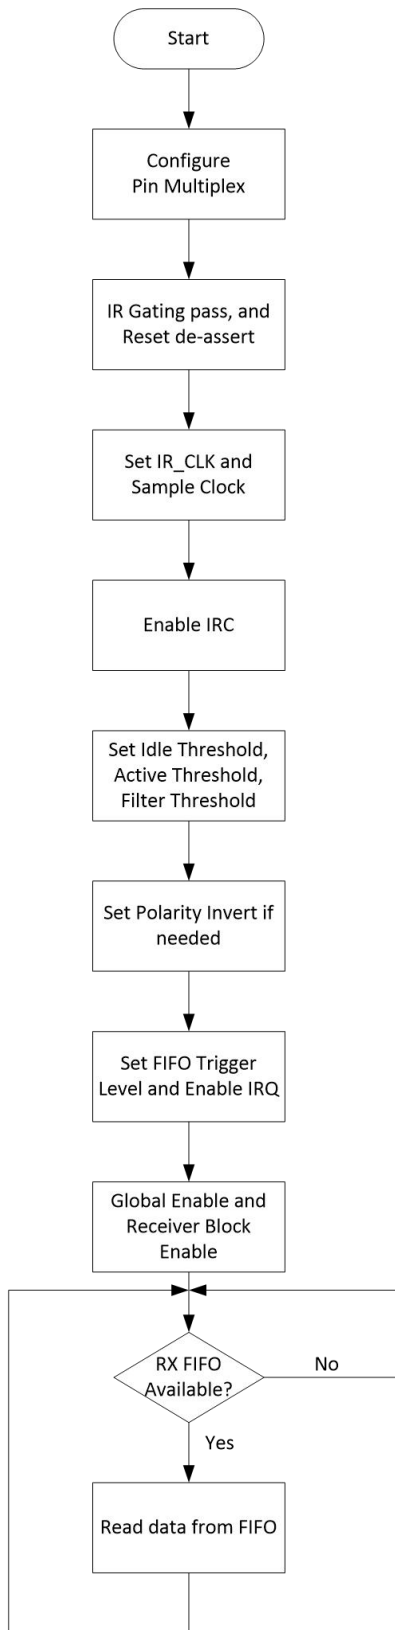 Start
Configure
Pin Multiplex
IR Gating pass, and
Reset de-assert
Set IR_CLK and
Sample Clock
Enable IRC
Set Idle Threshold,
Active Threshold,
Filter Threshold
Set Polarity Invert if
needed
Set FIFO Trigger
Level and Enable IRQ
Global Enable and
Receiver Block
Enable
RX FIFO
Available?
No
Yes
Read data from FIFO